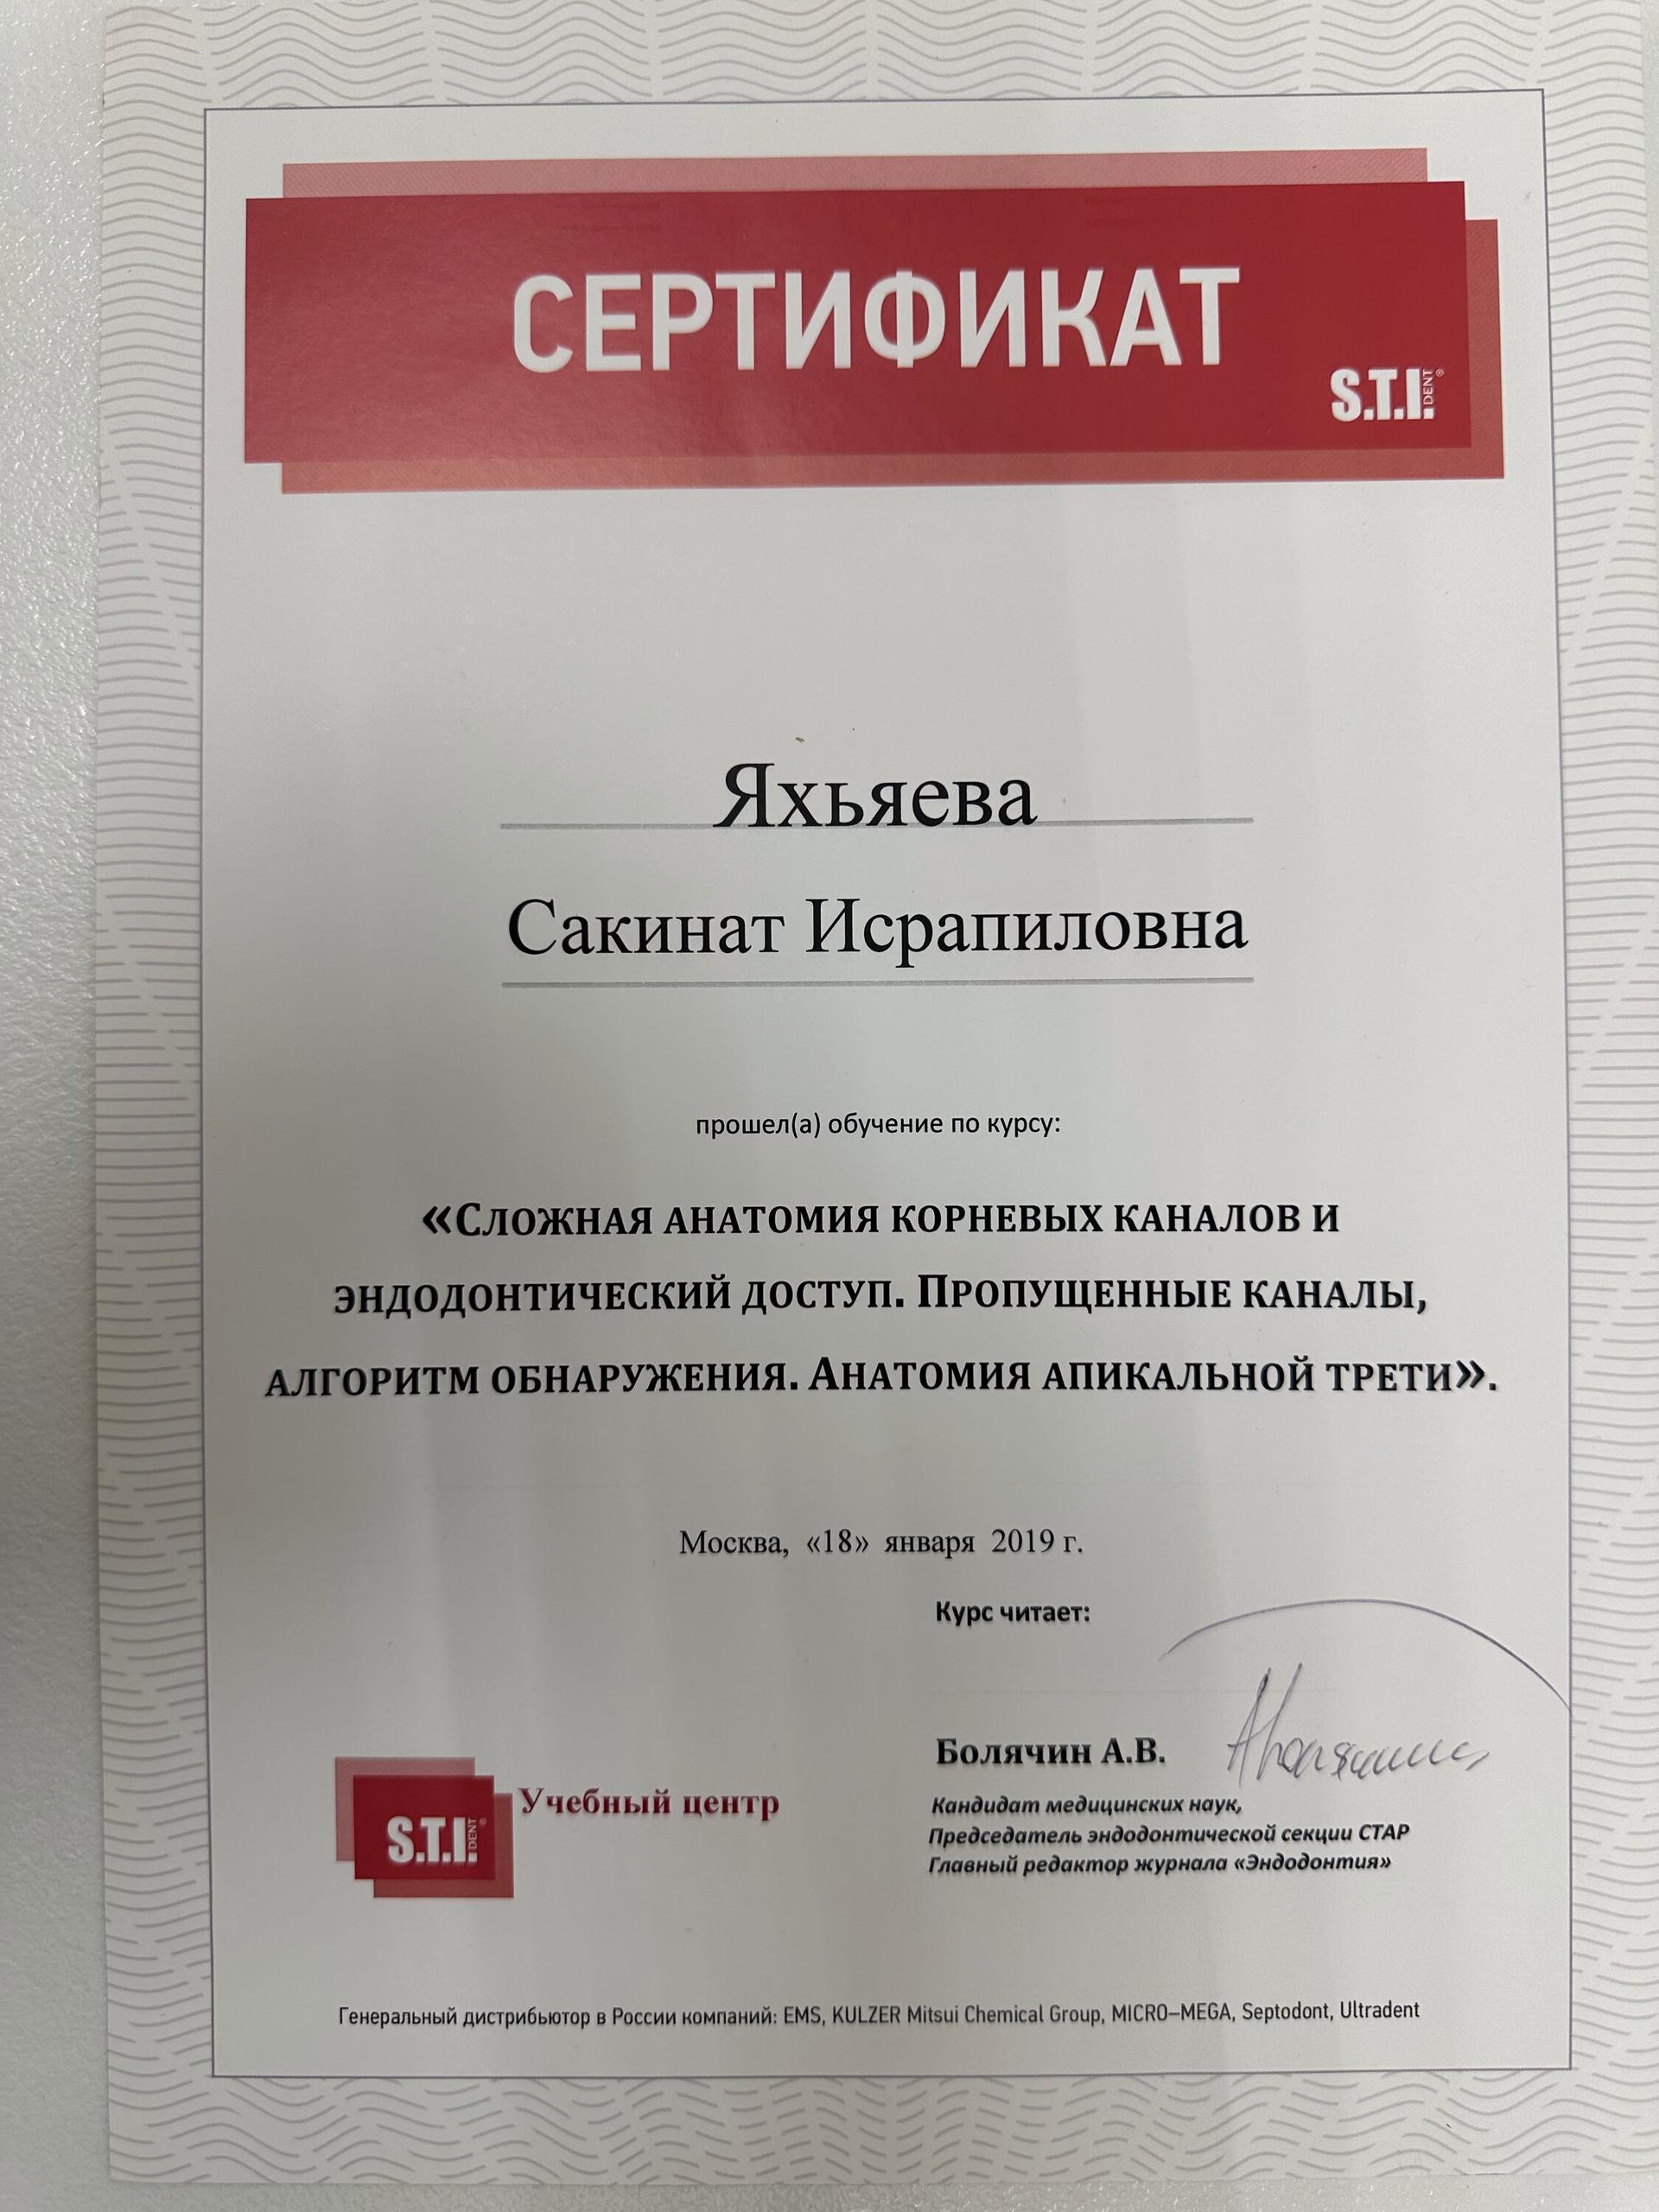 СЕРТИФИКАТ
S.T.I. DENT ®
Яхьяева
Сакинат Исрапиловна
прошел(а) обучение по курсу:
«Сложная анатомия корневых каналов и
эндодонтический доступ. Пропущенные каналы,
алгоритм обнаружения. Анатомия апикальной трети».
Москва, «18» января 2019 г.
Курс читает:
Болячин А.В.
Кандидат медицинских наук,
Председатель эндодонтической секции СТАР
Главный редактор журнала «Эндодонтия»
S.T.I. DENT ® Учебный центр
Генеральный дистрибьютор в России компаний: EMS, KULZER Mitsui Chemical Group, MICRO–MEGA, Septodont, Ultradent